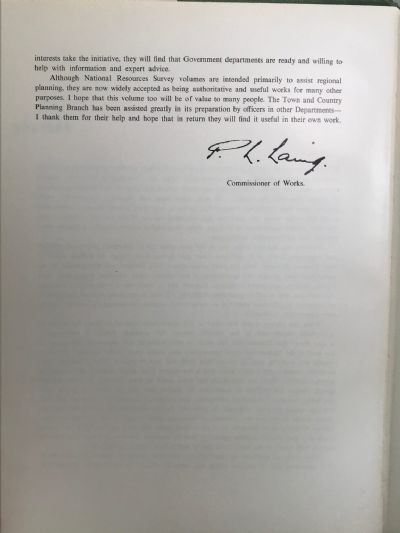 interests take the initiative, they will find that Government departments are ready and willing to
help with information and expert advice.
Although National Resources Survey volumes are intended primarily to assist regional
planning, they are now widely accepted as being authoritative and useful works for many other
purposes. I hope that this volume too will be of value to many people. The Town and Country
Planning Branch has been assisted greatly in its preparation by officers in other Departments—
I thank them for their help and hope that in return they will find it useful in their own work.
P. L. Laing.
Commissioner of Works.